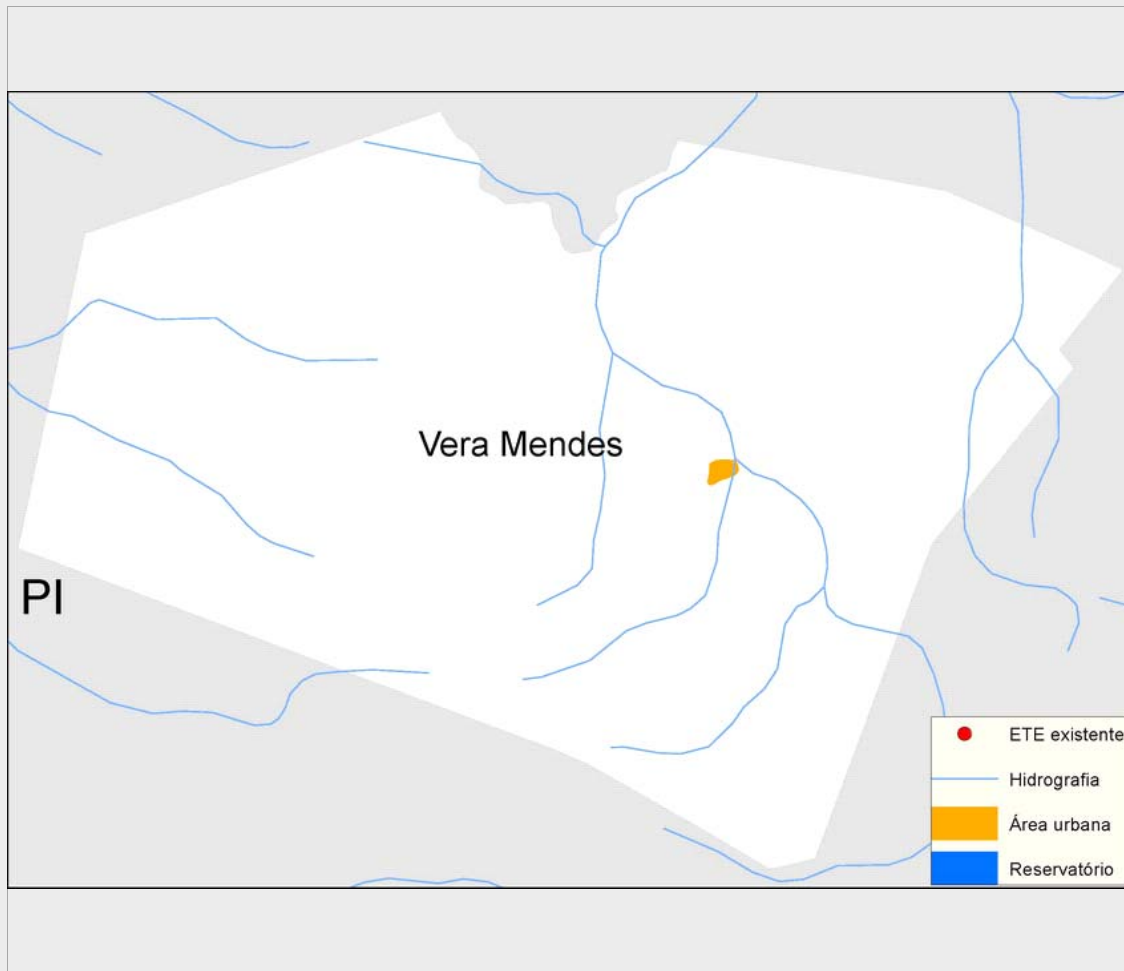 Vera Mendes
PI
ETE existente
Hidrografia
Área urbana
Reservatório